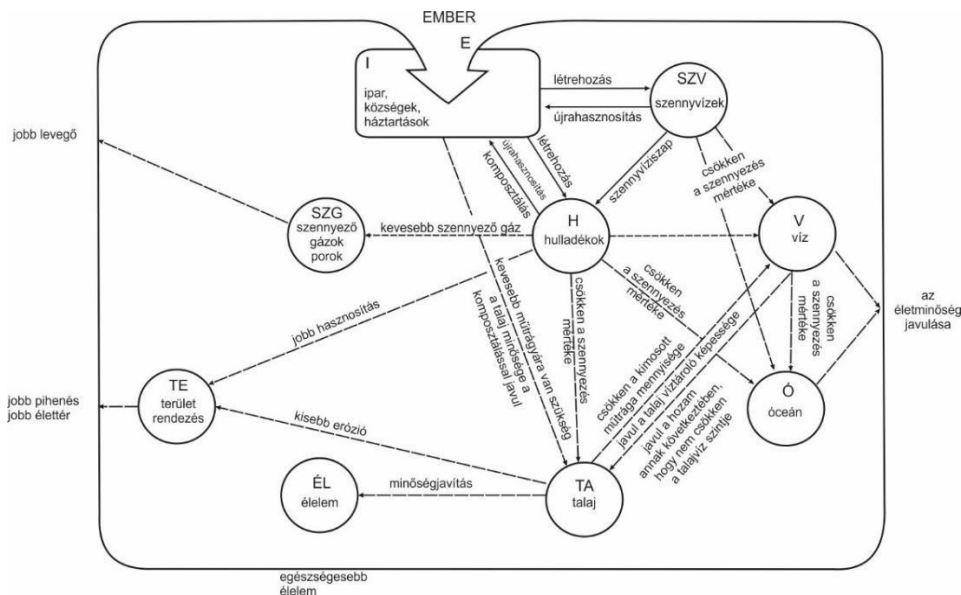 EMBER
E
I
ipar,
községek,
háztartások
létrehozás
újrahasznosítás
SZV
szennyvízek
létrehozás
újrahasznosítás
komposztálás
szennyvíziszap
csökken
a szennyezés
mértéke
jobb levegő
SZG
szennyező
gázok
porok
kevesebb szennyező gáz
H
hulladékok
V
víz
az
életminőség
javulása
csökken
a szennyezés
mértéke
csökken
a szennyezés
mértéke
kevesebb műtrágyára van szükség
a talaj minősége a
komposztálással javul
csökken a szennyezés
mértéke
jobb hasznosítás
csökken a kimosott
műtrága mennyisége
javul a talaj víztároló képessége
javul a hozam
annak következtében,
hogy nem csökken
a talajvíz szintje
jobb pihenés
jobb élettér
TE
terület
rendezés
kisebb erózió
Ó
óceán
ÉL
élelem
minőségjavítás
TA
talaj
egészségesebb
élelem